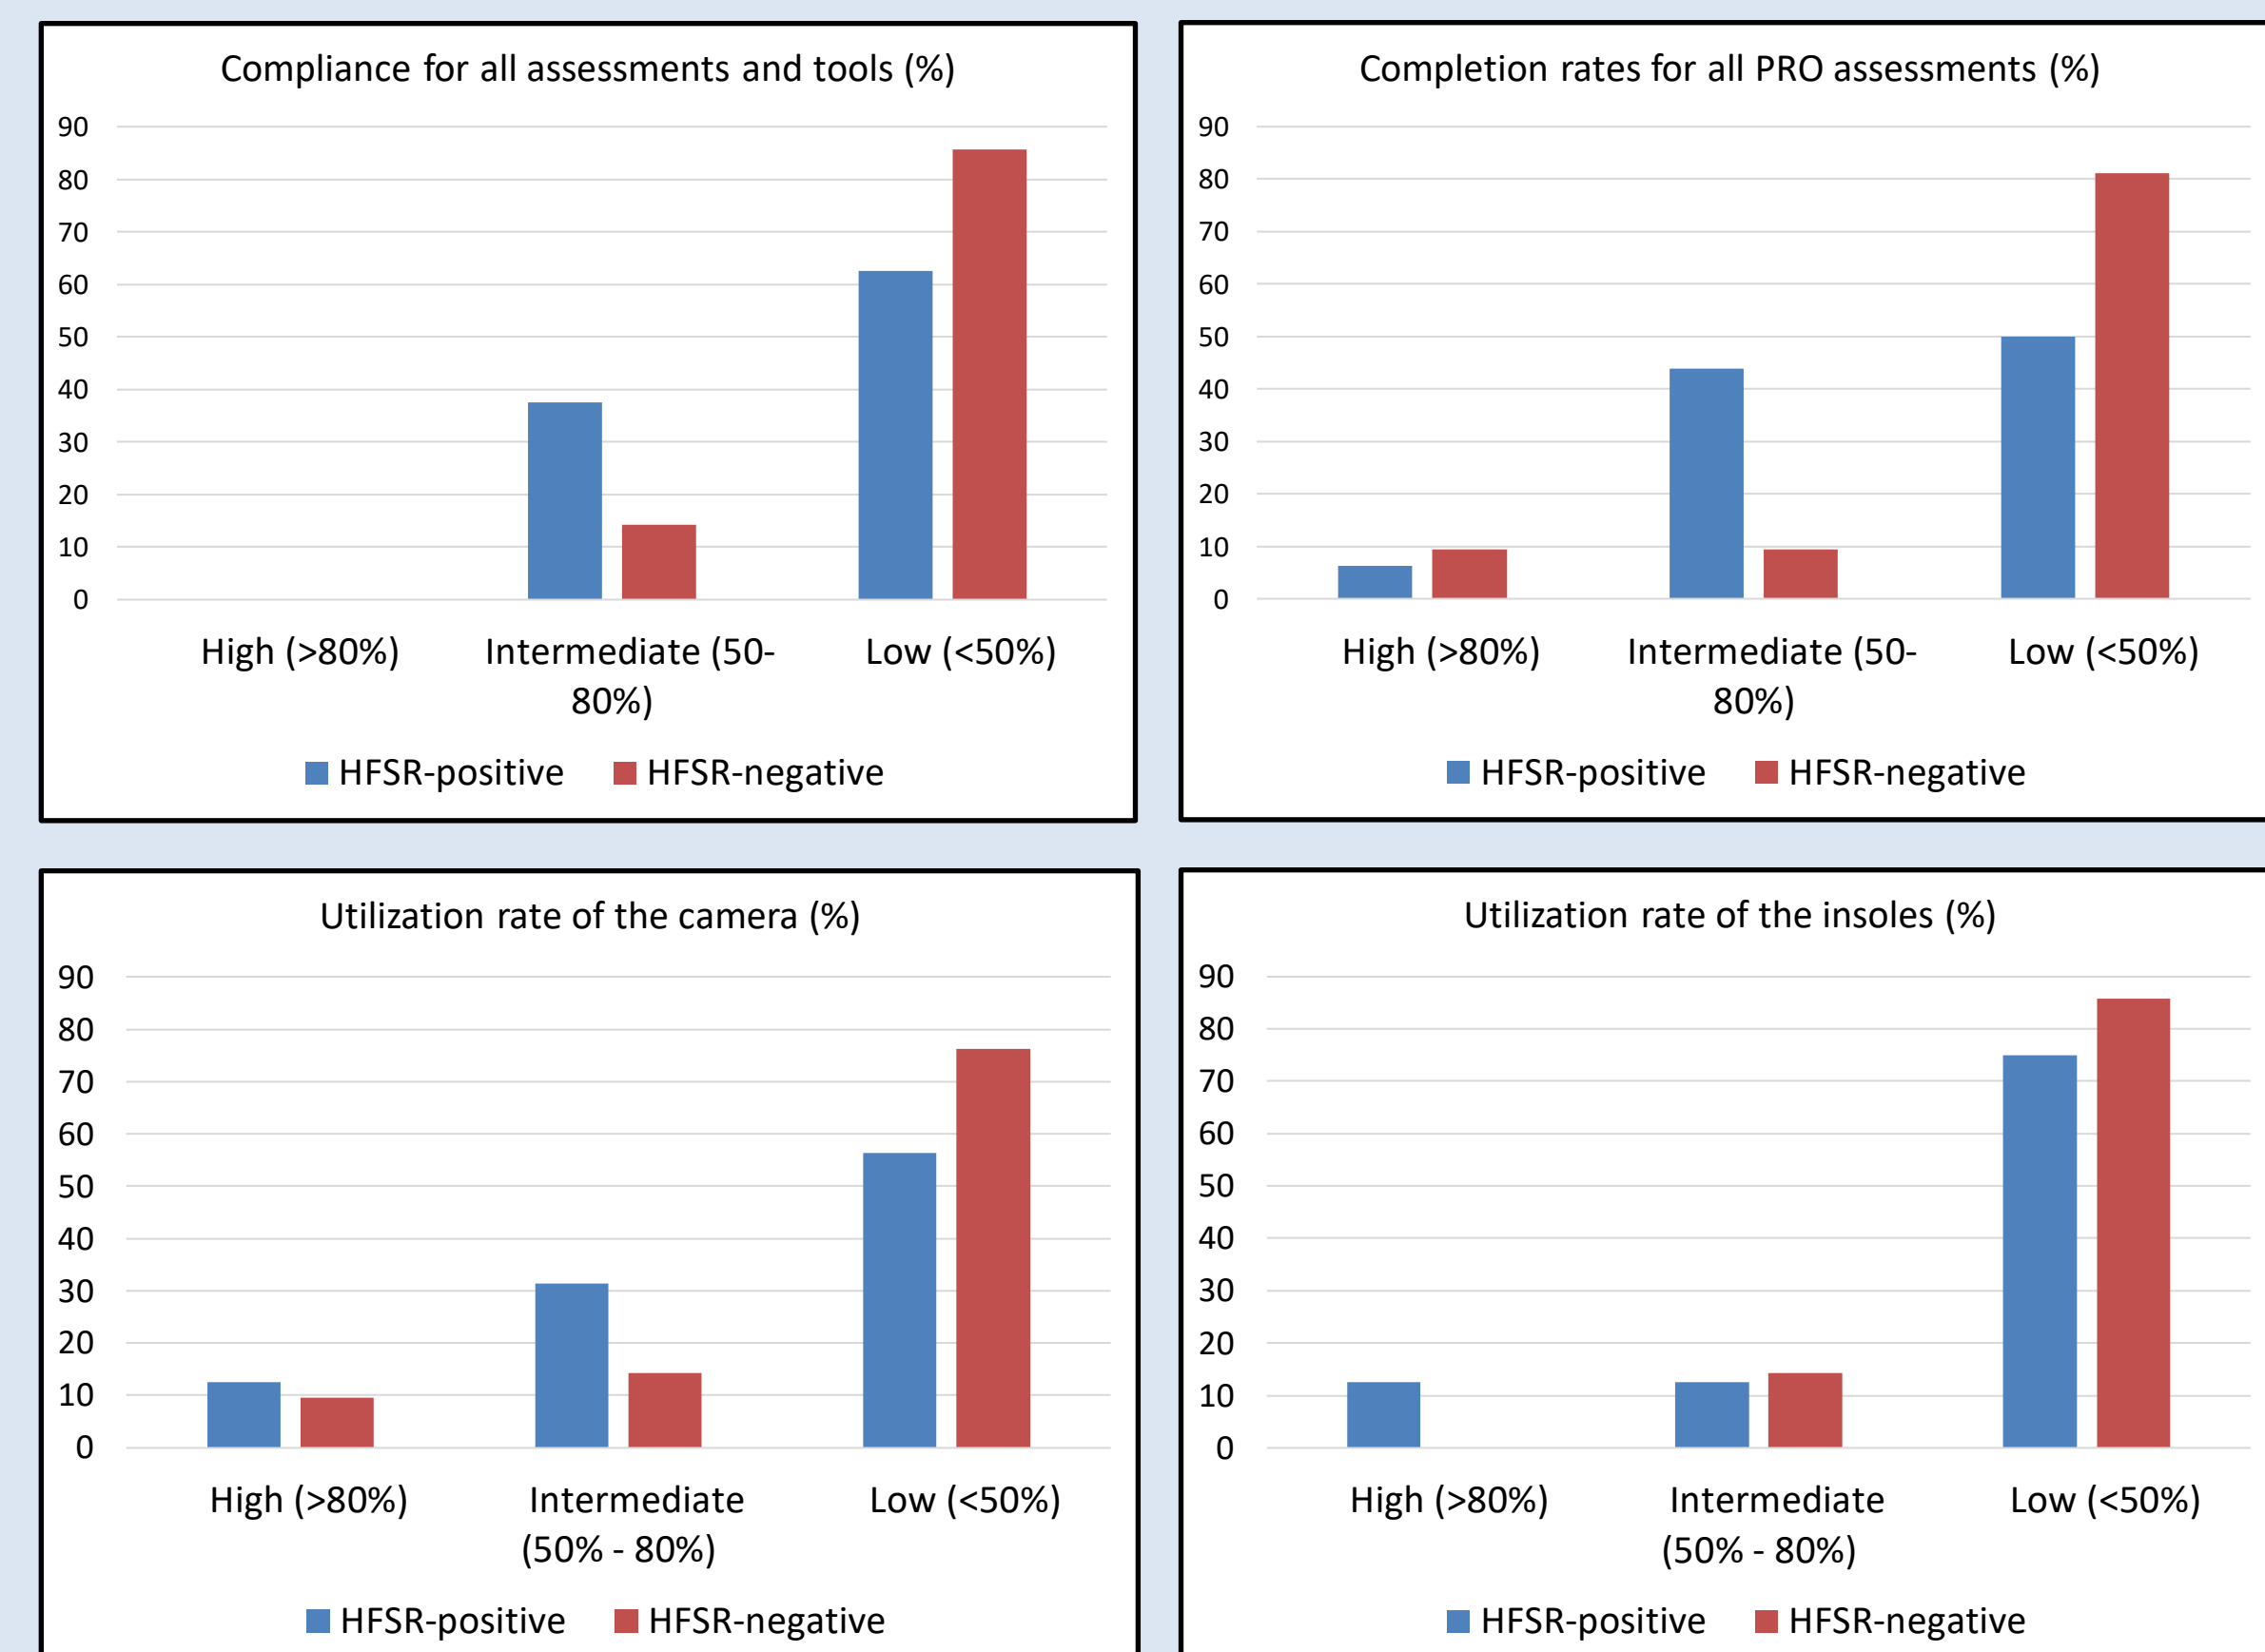 Compliance for all assessments and tools (%)
90
80
70
60
50
40
30
20
10
0
High (>80%)
Intermediate (50-
80%)
Low (<50%)
HFSR-positive
HFSR-negative
Completion rates for all PRO assessments (%)
90
80
70
60
50
40
30
20
10
0
High (>80%)
Intermediate (50-
80%)
Low (<50%)
HFSR-positive
HFSR-negative
Utilization rate of the camera (%)
90
80
70
60
50
40
30
20
10
0
High (>80%)
Intermediate
(50% - 80%)
Low (<50%)
HFSR-positive
HFSR-negative
Utilization rate of the insoles (%)
90
80
70
60
50
40
30
20
10
0
High (>80%)
Intermediate
(50% - 80%)
Low (<50%)
HFSR-positive
HFSR-negative